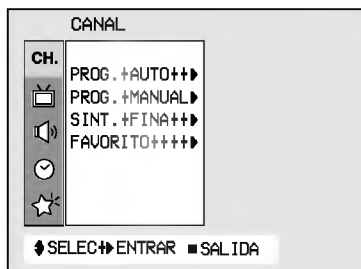 CANAL
CH.
PROG.+AUTO++▶
PROG.+MANUAL▶
SINT.+FINA++▶
FAVORITO++++▶
⬧SELEC+▶ENTRAR ■SALIDA